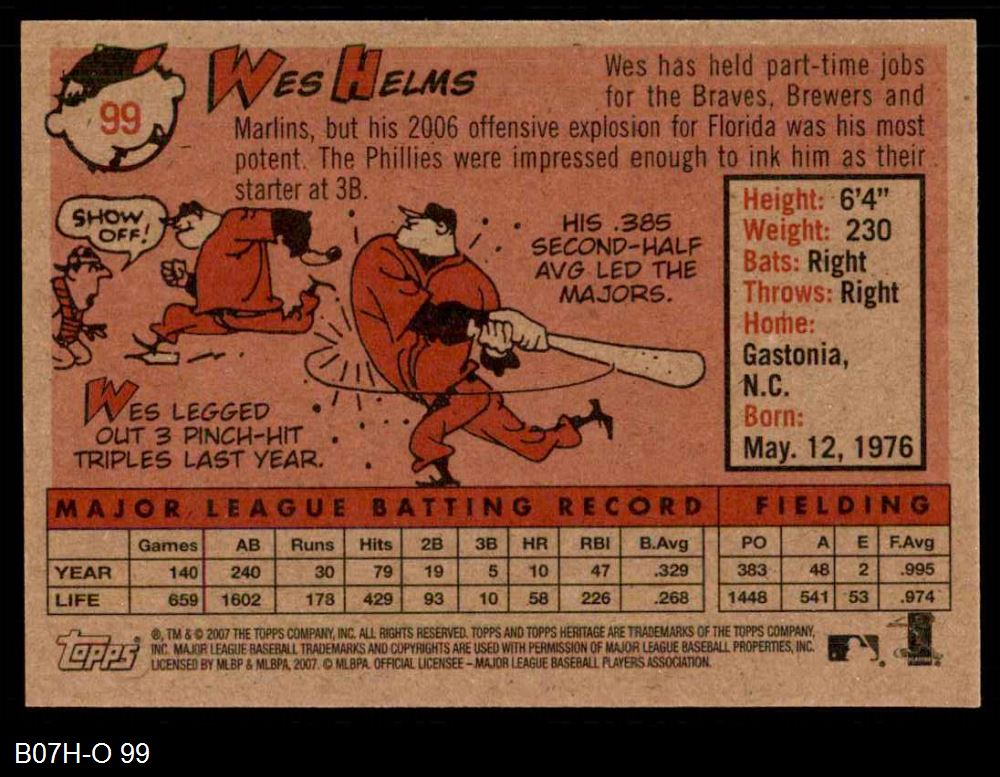 99
WES HELMS
Wes has held part-time jobs
for the Braves, Brewers and
Marlins, but his 2006 offensive explosion for Florida was his most
potent. The Phillies were impressed enough to ink him as their
starter at 3B.
SHOW
OFF!
HIS .385
SECOND-HALF
AVG LED THE
MAJORS.
WES LEGGED
OUT 3 PINCH-HIT
TRIPLES LAST YEAR.
Height: 6'4"
Weight: 230
Bats: Right
Throws: Right
Home:
Gastonia,
N.C.
Born:
May. 12, 1976
MAJOR LEAGUE BATTING RECORD FIELDING
Games AB Runs Hits 2B 3B HR RBI B.Avg PO A E F.Avg
YEAR 140 240 30 79 19 5 10 47 .329 383 48 2 .995
LIFE 659 1602 173 429 93 10 58 226 .268 1448 541 53 .974
topps
®, TM & © 2007 THE TOPPS COMPANY, INC. ALL RIGHTS RESERVED. TOPPS AND TOPPS HERITAGE ARE TRADEMARKS OF THE TOPPS COMPANY,
INC. MAJOR LEAGUE BASEBALL TRADEMARKS AND COPYRIGHTS ARE USED WITH PERMISSION OF MAJOR LEAGUE BASEBALL PROPERTIES, INC.
LICENSED BY MLBP & MLBPA, 2007. © MLBPA. OFFICIAL LICENSEE – MAJOR LEAGUE BASEBALL PLAYERS ASSOCIATION.
B07H-O 99